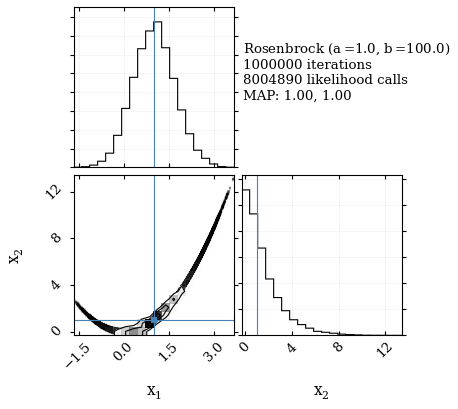 Rosenbrock (a =1.0, b =100.0)
1000000 iterations
8004890 likelihood calls
MAP: 1.00, 1.00
12
8
4
0
x2
−1.5 0.0 1.5 3.0
x1
0 4 8 12
x2